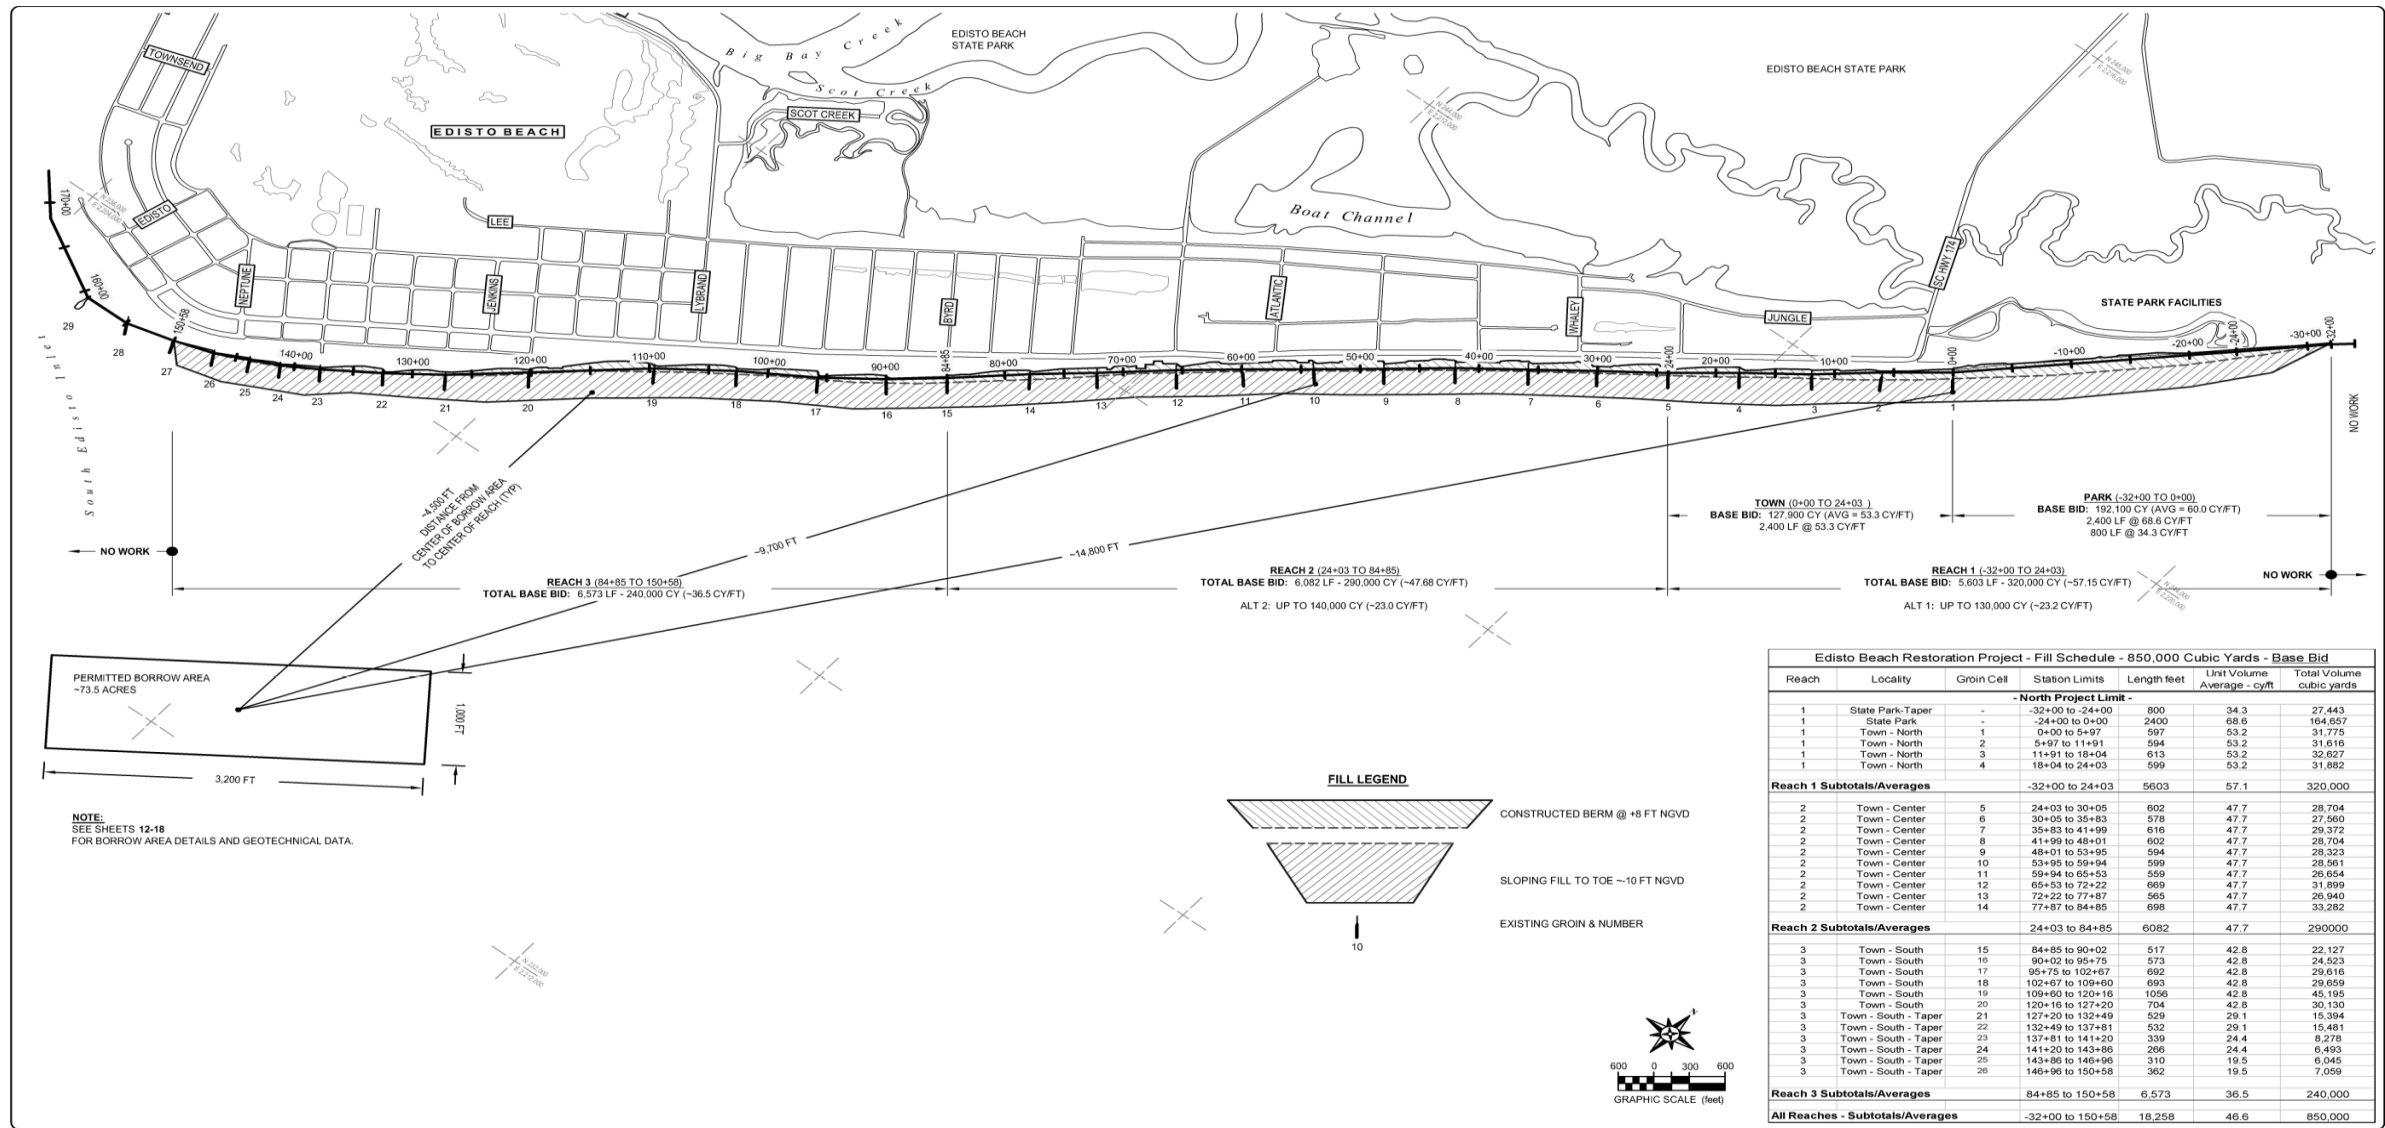 TOWNSEND
Big Bay Creek
EDISTO BEACH
STATE PARK
EDISTO BEACH STATE PARK
N 248,000
E 2,216,000
Scot Creek
SCOT CREEK
N 244,000
E 2,212,000
EDISTO BEACH
170+00
N 236,000
E 2,204,000
EDISTO
LEE
Boat Channel
SC HWY 174
NEPTUNE
JENKINS
LYBRAND
BYRD
ATLANTIC
WHALEY
JUNGLE
STATE PARK FACILITIES
160+00
150+58
140+00
130+00
120+00
110+00
100+00
90+00
84+85
80+00
70+00
60+00
50+00
40+00
30+00
24+00
20+00
10+00
0+00
-10+00
-20+00
-24+00
-30+00
-32+00
29
28
27
26
25
24
23
22
21
20
19
18
17
16
15
14
13
12
11
10
9
8
7
6
5
4
3
2
1
NO WORK
South Edisto Inlet
~4,500 FT
DISTANCE FROM
CENTER OF BORROW AREA
TO CENTER OF REACH (TYP)
~9,700 FT
~14,800 FT
TOWN (0+00 TO 24+03 )
BASE BID: 127,900 CY (AVG = 53.3 CY/FT)
2,400 LF @ 53.3 CY/FT
PARK (-32+00 TO 0+00)
BASE BID: 192,100 CY (AVG = 60.0 CY/FT)
2,400 LF @ 68.6 CY/FT
800 LF @ 34.3 CY/FT
NO WORK
REACH 3 (84+85 TO 150+58)
TOTAL BASE BID: 6,573 LF - 240,000 CY (~36.5 CY/FT)
REACH 2 (24+03 TO 84+85)
TOTAL BASE BID: 6,082 LF - 290,000 CY (~47.68 CY/FT)
ALT 2: UP TO 140,000 CY (~23.0 CY/FT)
REACH 1 (-32+00 TO 24+03)
TOTAL BASE BID: 5,603 LF - 320,000 CY (~57.15 CY/FT)
ALT 1: UP TO 130,000 CY (~23.2 CY/FT)
NO WORK
E 2,220,000
PERMITTED BORROW AREA
~73.5 ACRES
1,000 FT
3,200 FT
NOTE:
SEE SHEETS 12-18
FOR BORROW AREA DETAILS AND GEOTECHNICAL DATA.
N 232,000
E 2,212,000
FILL LEGEND
CONSTRUCTED BERM @ +8 FT NGVD
SLOPING FILL TO TOE ~-10 FT NGVD
EXISTING GROIN & NUMBER
10
N
600 0 300 600
GRAPHIC SCALE (feet)
Edisto Beach Restoration Project - Fill Schedule - 850,000 Cubic Yards - Base Bid
Reach Locality Groin Cell Station Limits Length feet Unit Volume Average - cy/ft Total Volume cubic yards
- North Project Limit -
1 State Park-Taper - -32+00 to -24+00 800 34.3 27,443
1 State Park - -24+00 to 0+00 2400 68.6 164,657
1 Town - North 1 0+00 to 5+97 597 53.2 31,775
1 Town - North 2 5+97 to 11+91 594 53.2 31,616
1 Town - North 3 11+91 to 18+04 613 53.2 32,627
1 Town - North 4 18+04 to 24+03 599 53.2 31,882
Reach 1 Subtotals/Averages -32+00 to 24+03 5603 57.1 320,000
2 Town - Center 5 24+03 to 30+05 602 47.7 28,704
2 Town - Center 6 30+05 to 35+83 578 47.7 27,560
2 Town - Center 7 35+83 to 41+99 616 47.7 29,372
2 Town - Center 8 41+99 to 48+01 602 47.7 28,704
2 Town - Center 9 48+01 to 53+95 594 47.7 28,323
2 Town - Center 10 53+95 to 59+94 599 47.7 28,561
2 Town - Center 11 59+94 to 65+53 559 47.7 26,654
2 Town - Center 12 65+53 to 72+22 669 47.7 31,899
2 Town - Center 13 72+22 to 77+87 565 47.7 26,940
2 Town - Center 14 77+87 to 84+85 698 47.7 33,282
Reach 2 Subtotals/Averages 24+03 to 84+85 6082 47.7 290000
3 Town - South 15 84+85 to 90+02 517 42.8 22,127
3 Town - South 16 90+02 to 95+75 573 42.8 24,523
3 Town - South 17 95+75 to 102+67 692 42.8 29,616
3 Town - South 18 102+67 to 109+60 693 42.8 29,659
3 Town - South 19 109+60 to 120+16 1056 42.8 45,195
3 Town - South 20 120+16 to 127+20 704 42.8 30,130
3 Town - South - Taper 21 127+20 to 132+49 529 29.1 15,394
3 Town - South - Taper 22 132+49 to 137+81 532 29.1 15,481
3 Town - South - Taper 23 137+81 to 141+20 339 24.4 8,278
3 Town - South - Taper 24 141+20 to 143+86 266 24.4 6,493
3 Town - South - Taper 25 143+86 to 146+96 310 19.5 6,045
3 Town - South - Taper 26 146+96 to 150+58 362 19.5 7,059
Reach 3 Subtotals/Averages 84+85 to 150+58 6,573 36.5 240,000
All Reaches - Subtotals/Averages -32+00 to 150+58 18,258 46.6 850,000